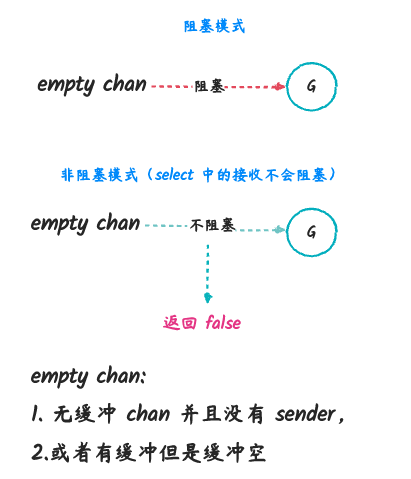 阻塞模式
empty chan 阻塞 G
非阻塞模式（select 中的接收不会阻塞）
empty chan 不阻塞 G
返回 false
empty chan:
1. 无缓冲 chan 并且没有 sender，
2.或者有缓冲但是缓冲空